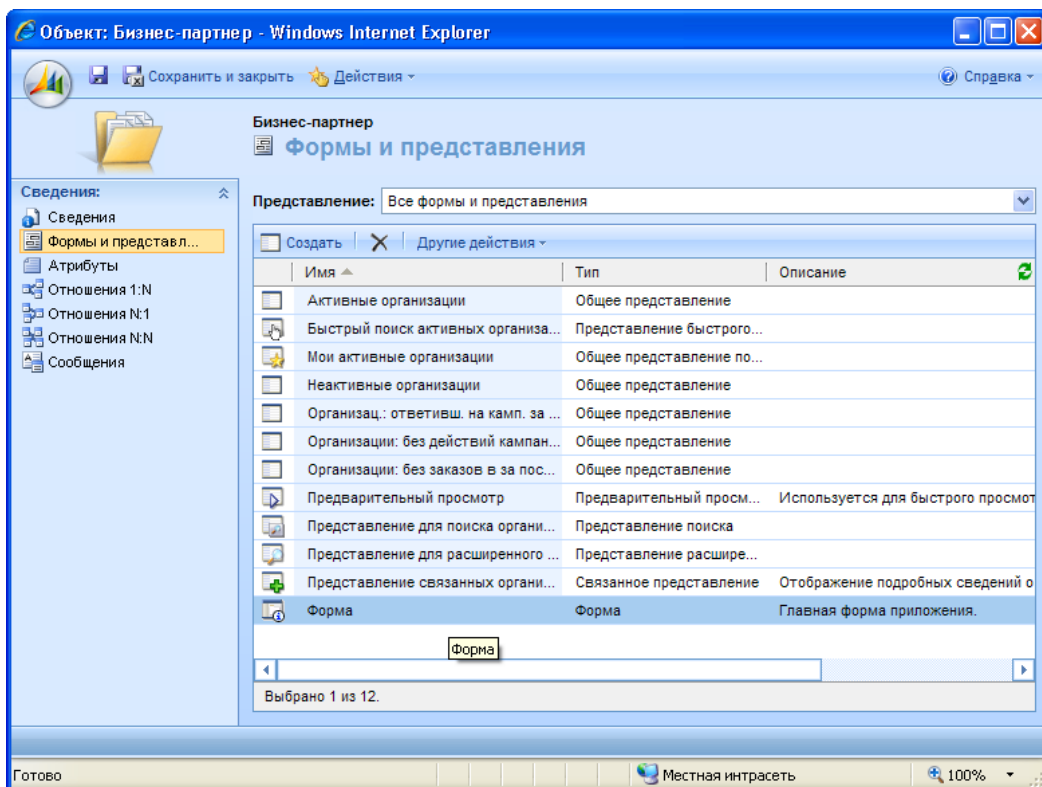 Объект: Бизнес-партнер - Windows Internet Explorer
Сохранить и закрыть Действия Справка
Бизнес-партнер
Формы и представления
Сведения:
Сведения
Формы и представл...
Атрибуты
Отношения 1:N
Отношения N:1
Отношения N:N
Сообщения
Представление: Все формы и представления
Создать Другие действия
Имя Тип Описание
Активные организации Общее представление
Быстрый поиск активных организа... Представление быстрого...
Мои активные организации Общее представление по...
Неактивные организации Общее представление
Организац.: ответивш. на камп. за ... Общее представление
Организации: без действий кампан... Общее представление
Организации: без заказов в за пос... Общее представление
Предварительный просмотр Предварительный просм... Используется для быстрого просмот
Представление для поиска органи... Представление поиска
Представление для расширенного ... Представление расшире...
Представление связанных органи... Связанное представление Отображение подробных сведений о
Форма Форма Главная форма приложения.
Форма
Выбрано 1 из 12.
Готово Местная интрасеть 100%